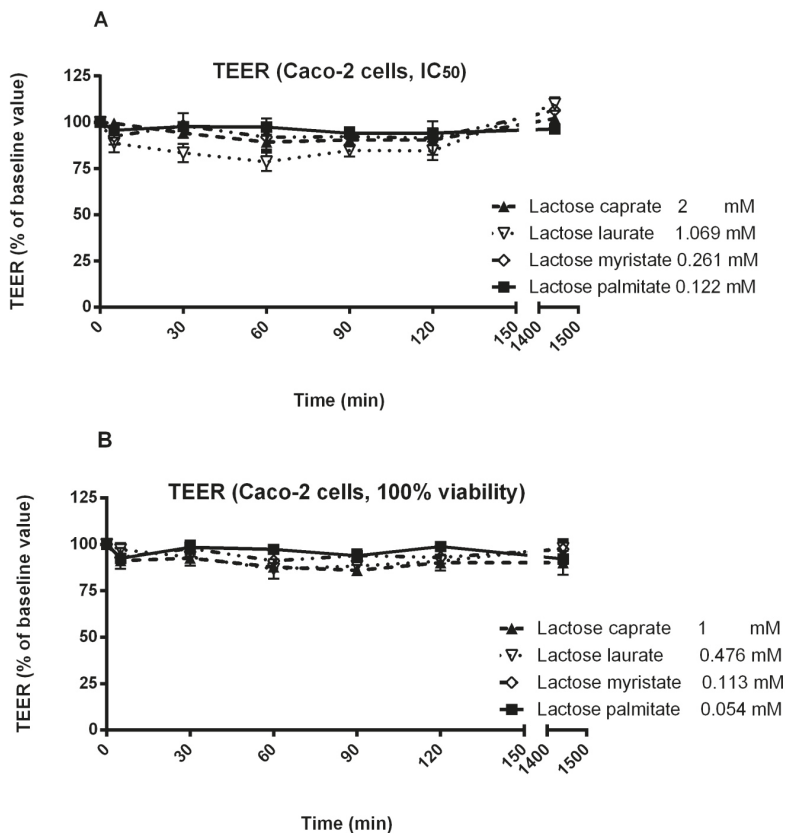 A
TEER (Caco-2 cells, IC50)
TEER (% of baseline value)
125
100
75
50
25
0
Lactose caprate 2 mM
Lactose laurate 1.069 mM
Lactose myristate 0.261 mM
Lactose palmitate 0.122 mM
0 30 60 90 120 150 1400 1500
Time (min)
B
TEER (Caco-2 cells, 100% viability)
TEER (% of baseline value)
125
100
75
50
25
0
Lactose caprate 1 mM
Lactose laurate 0.476 mM
Lactose myristate 0.113 mM
Lactose palmitate 0.054 mM
0 30 60 90 120 150 1400 1500
Time (min)